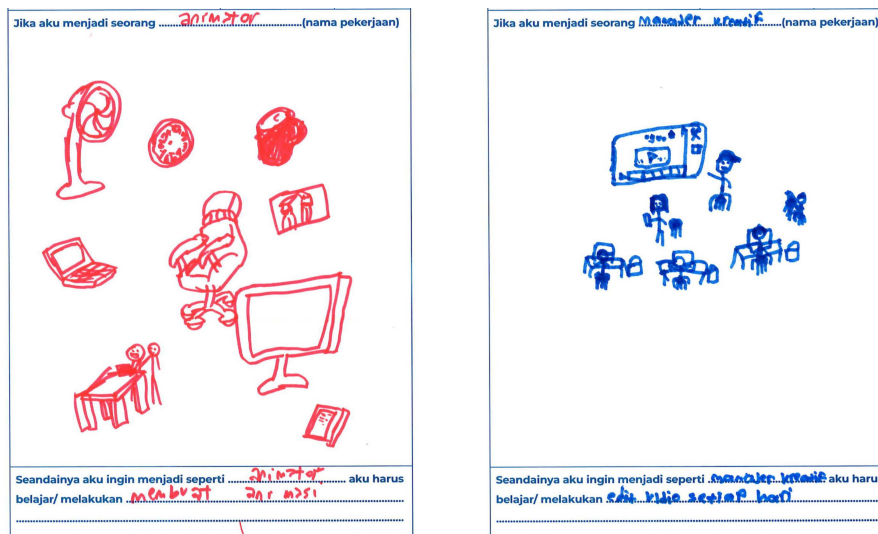 Jika aku menjadi seorang animator (nama pekerjaan)
Seandainya aku ingin menjadi seperti animator aku harus
belajar/ melakukan membuat animasi
Jika aku menjadi seorang manajer kreatif (nama pekerjaan)
Seandainya aku ingin menjadi seperti manajer kreatif aku haru
belajar/ melakukan edit vidio setiap hari